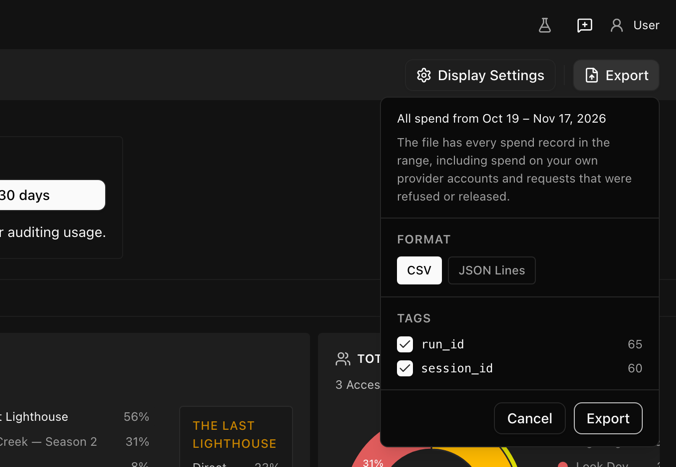 User
Display Settings
Export
All spend from Oct 19 – Nov 17, 2026
The file has every spend record in the
range, including spend on your own
provider accounts and requests that were
refused or released.
30 days
auditing usage.
FORMAT
CSV
JSON Lines
TAGS
run_id 65
session_id 60
Cancel
Export
3
Lighthouse 56%
Creek — Season 2 31%
8%
THE LAST
LIGHTHOUSE
31%